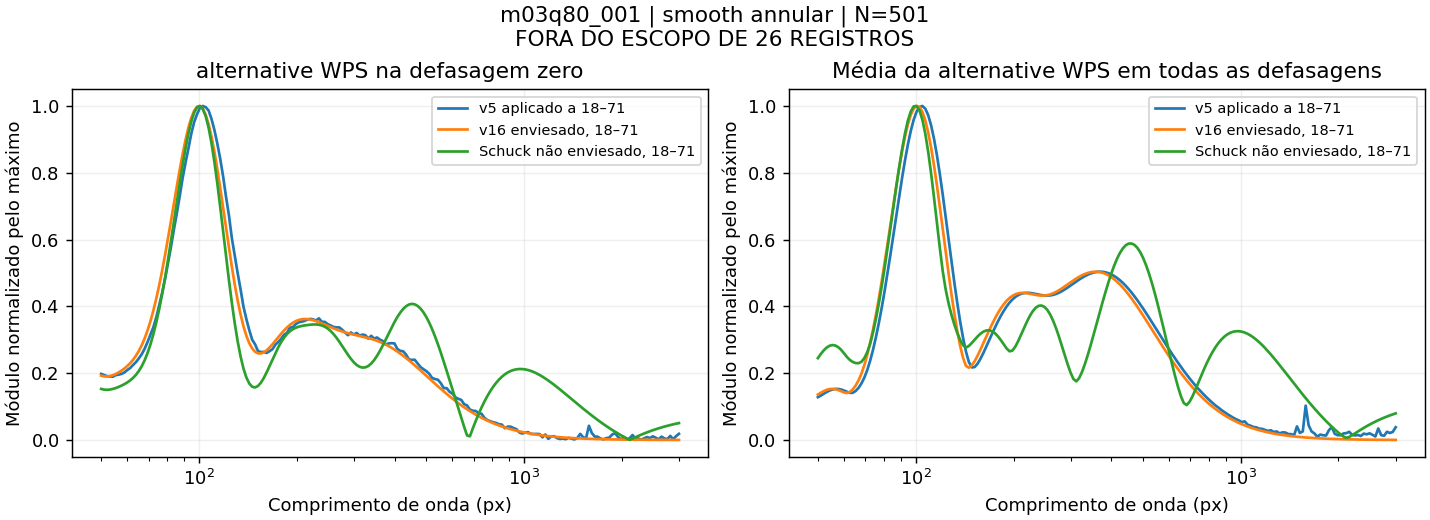 m03q80_001 | smooth annular | N=501
FORA DO ESCOPO DE 26 REGISTROS
alternative WPS na defasagem zero
Módulo normalizado pelo máximo
1.0
0.8
0.6
0.4
0.2
0.0
v5 aplicado a 18–71
v16 enviesado, 18–71
Schuck não enviesado, 18–71
10²
10³
Comprimento de onda (px)
Média da alternative WPS em todas as defasagens
Módulo normalizado pelo máximo
1.0
0.8
0.6
0.4
0.2
0.0
v5 aplicado a 18–71
v16 enviesado, 18–71
Schuck não enviesado, 18–71
10²
10³
Comprimento de onda (px)